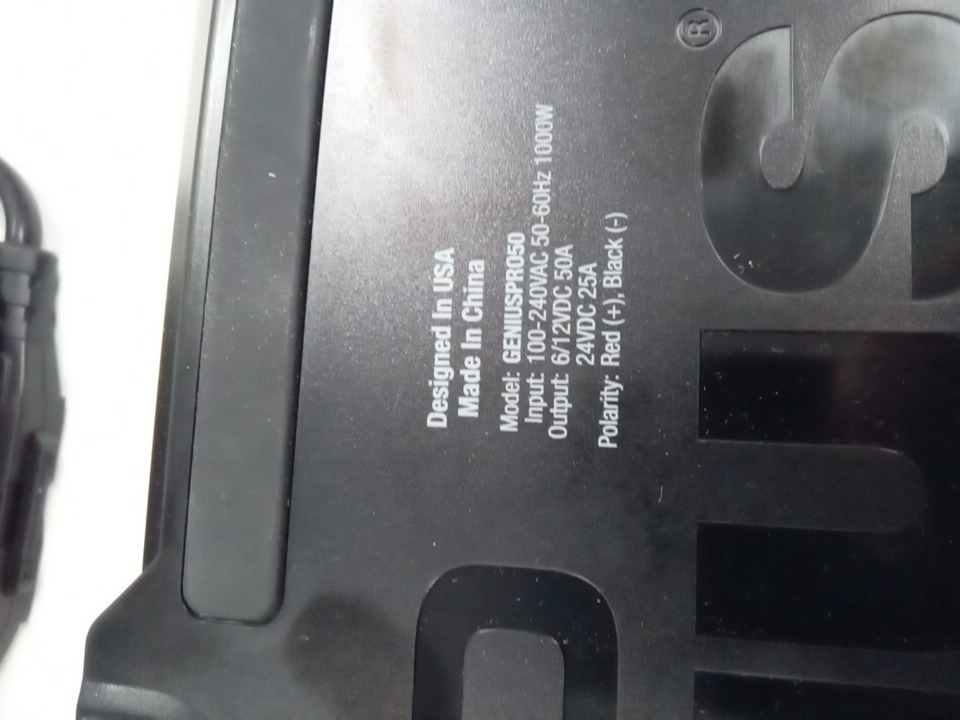 Designed In USA
Made In China
Model: GENIUSPRO50
Input: 100-240VAC 50-60Hz 1000W
Output: 6/12VDC 50A
24VDC 25A
Polarity: Red (+), Black (-)
®